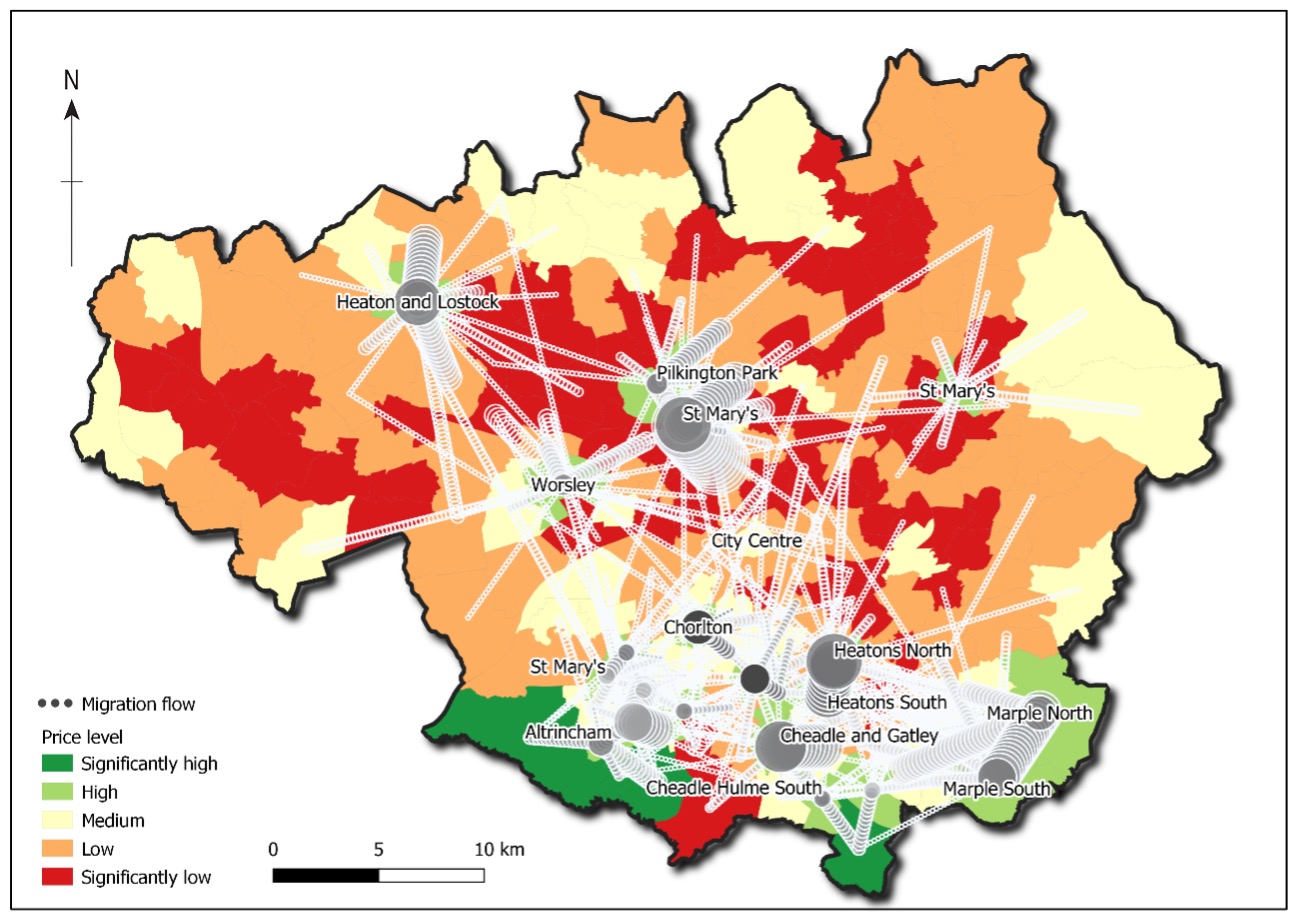 N
Heaton and Lostock
Pilkington Park
St Mary's
St Mary's
Worsley
City Centre
Chorlton
Heatons North
St Mary's
Heatons South
Marple North
Altrincham
Cheadle and Gatley
Cheadle Hulme South
Marple South
Migration flow
Price level
Significantly high
High
Medium
Low
Significantly low
0 5 10 km